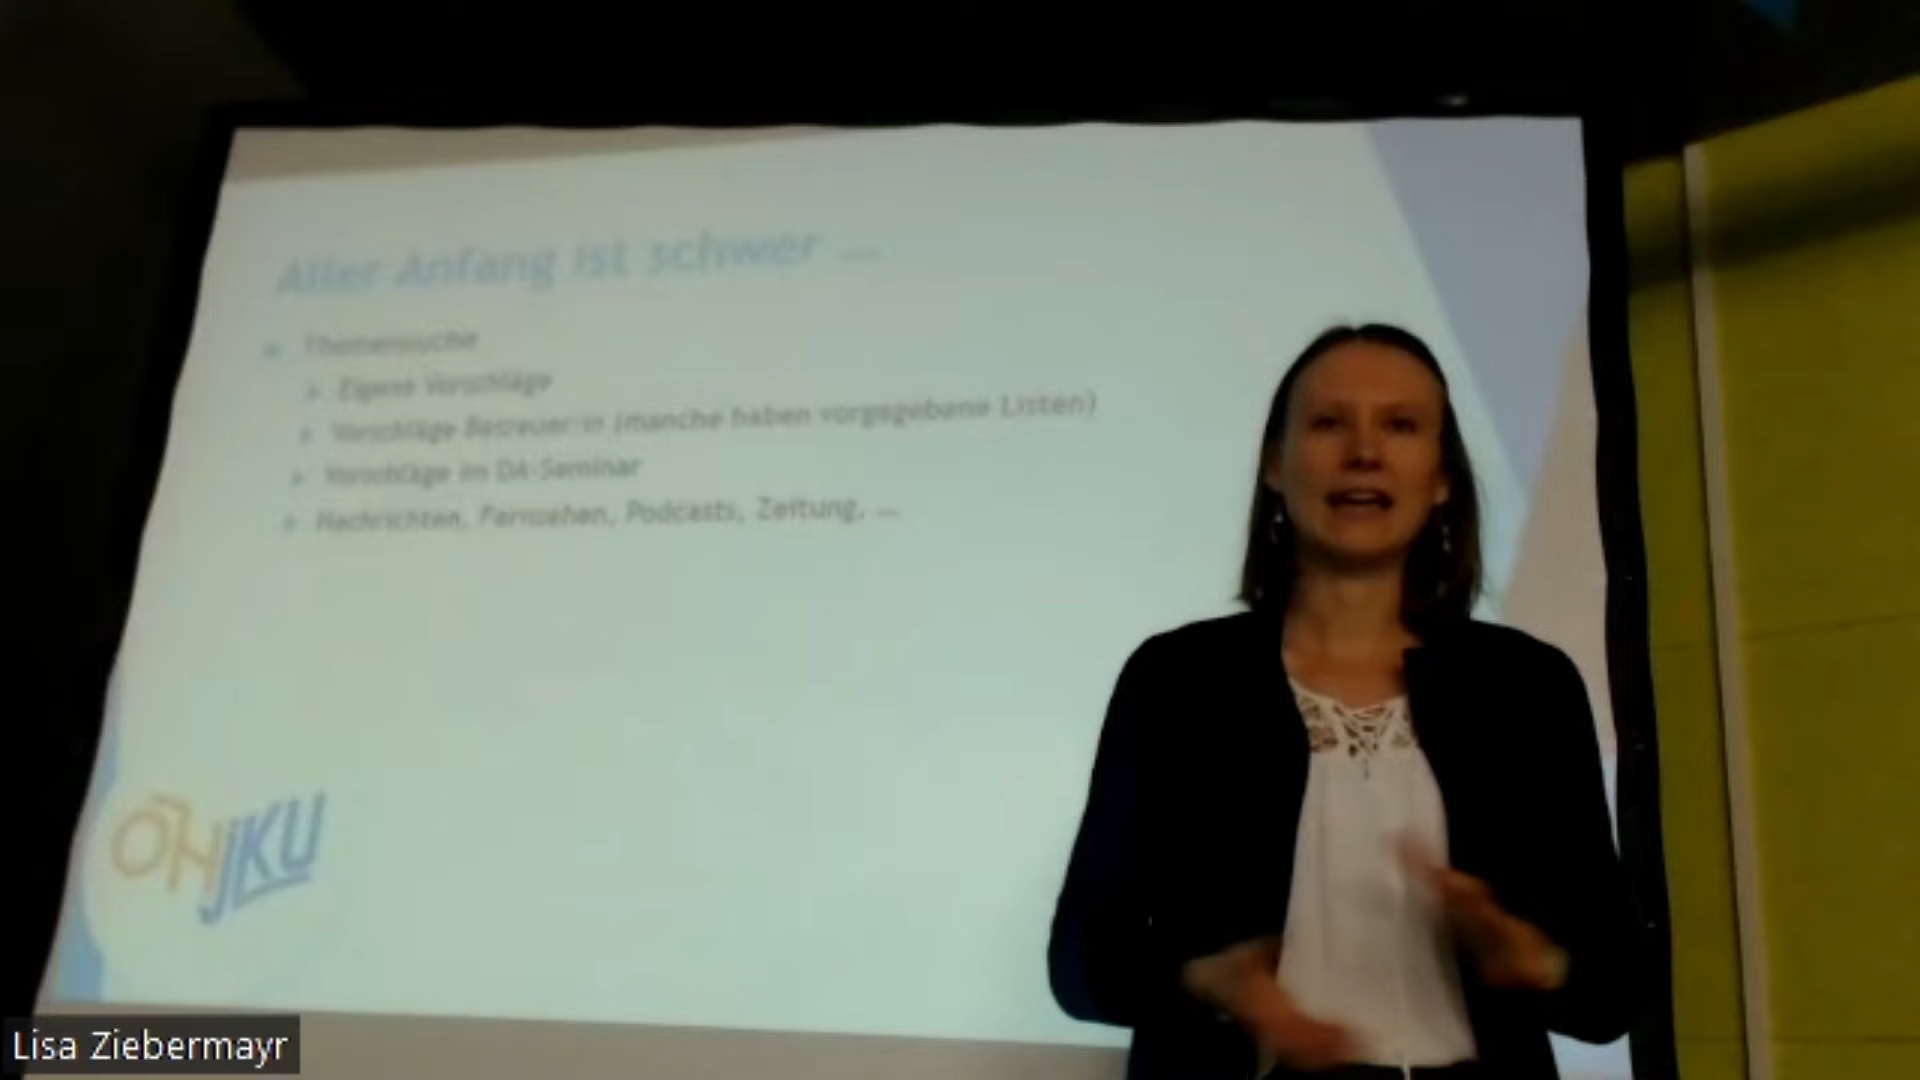 Aller Anfang ist schwer ...
Themensuche
Eigene Vorschläge
Vorschläge Betreuer:in (manche haben vorgegebene Listen)
Vorschläge im DA-Seminar
Nachrichten, Fernsehen, Podcasts, Zeitung, ...
ÖH JKU
Lisa Ziebermayr